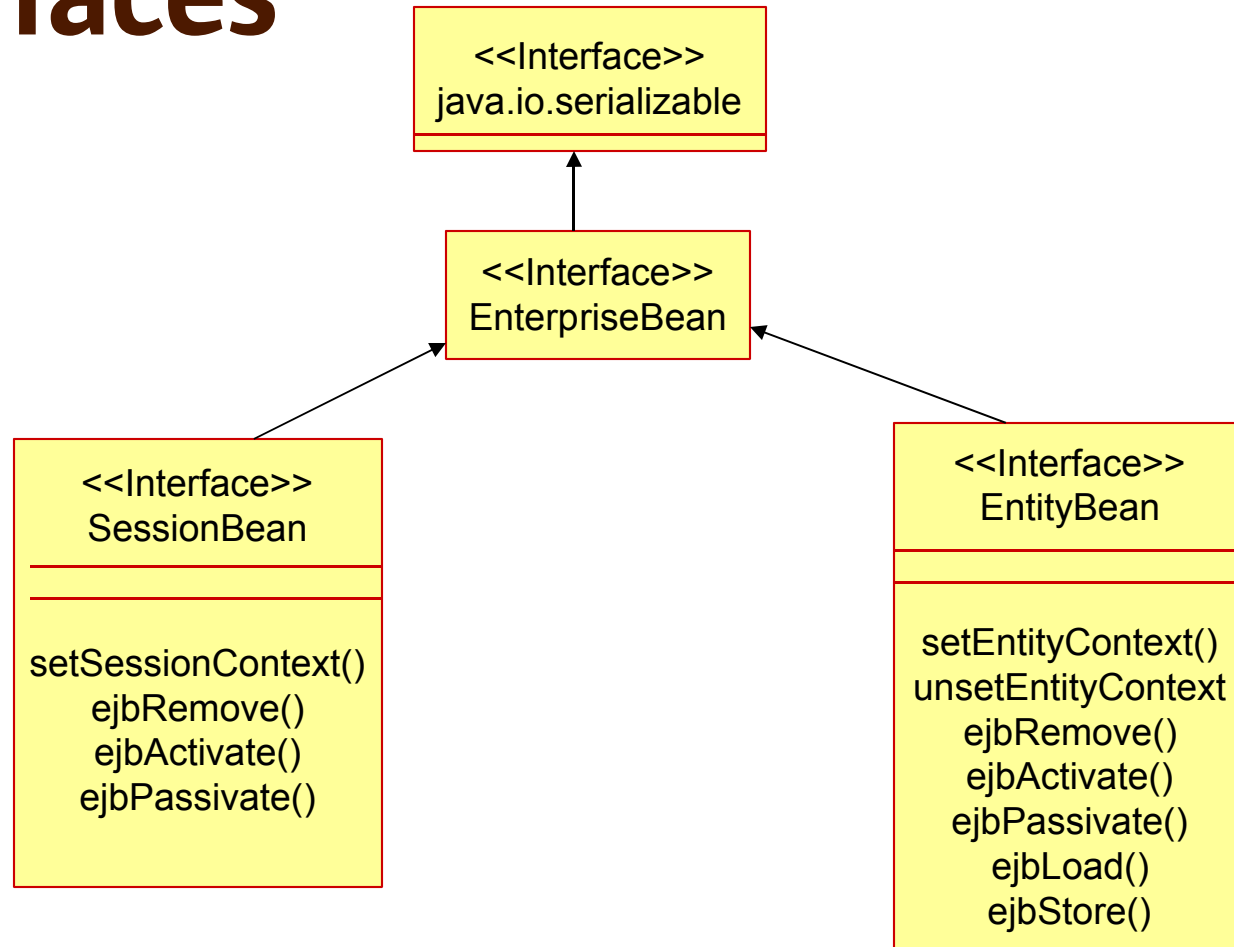 faces
<<Interface>>
java.io.serializable
<<Interface>>
EnterpriseBean
<<Interface>>
SessionBean
setSessionContext()
ejbRemove()
ejbActivate()
ejbPassivate()
<<Interface>>
EntityBean
setEntityContext()
unsetEntityContext
ejbRemove()
ejbActivate()
ejbPassivate()
ejbLoad()
ejbStore()